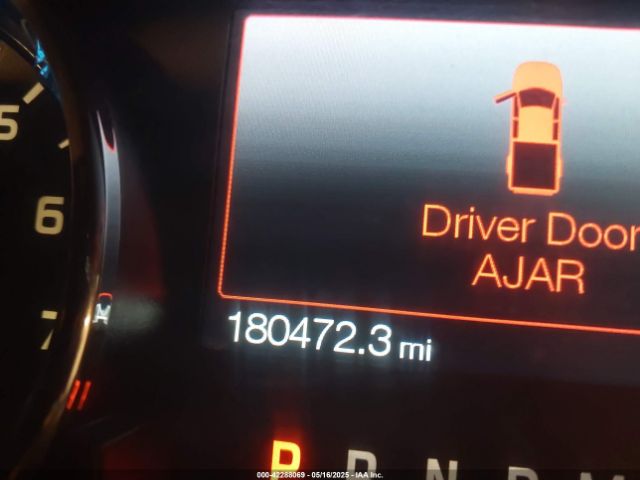 5
6
7
Driver Door
AJAR
180472.3 mi
P R N D M
000-42288069 - 05/16/2025 - IAA Inc.